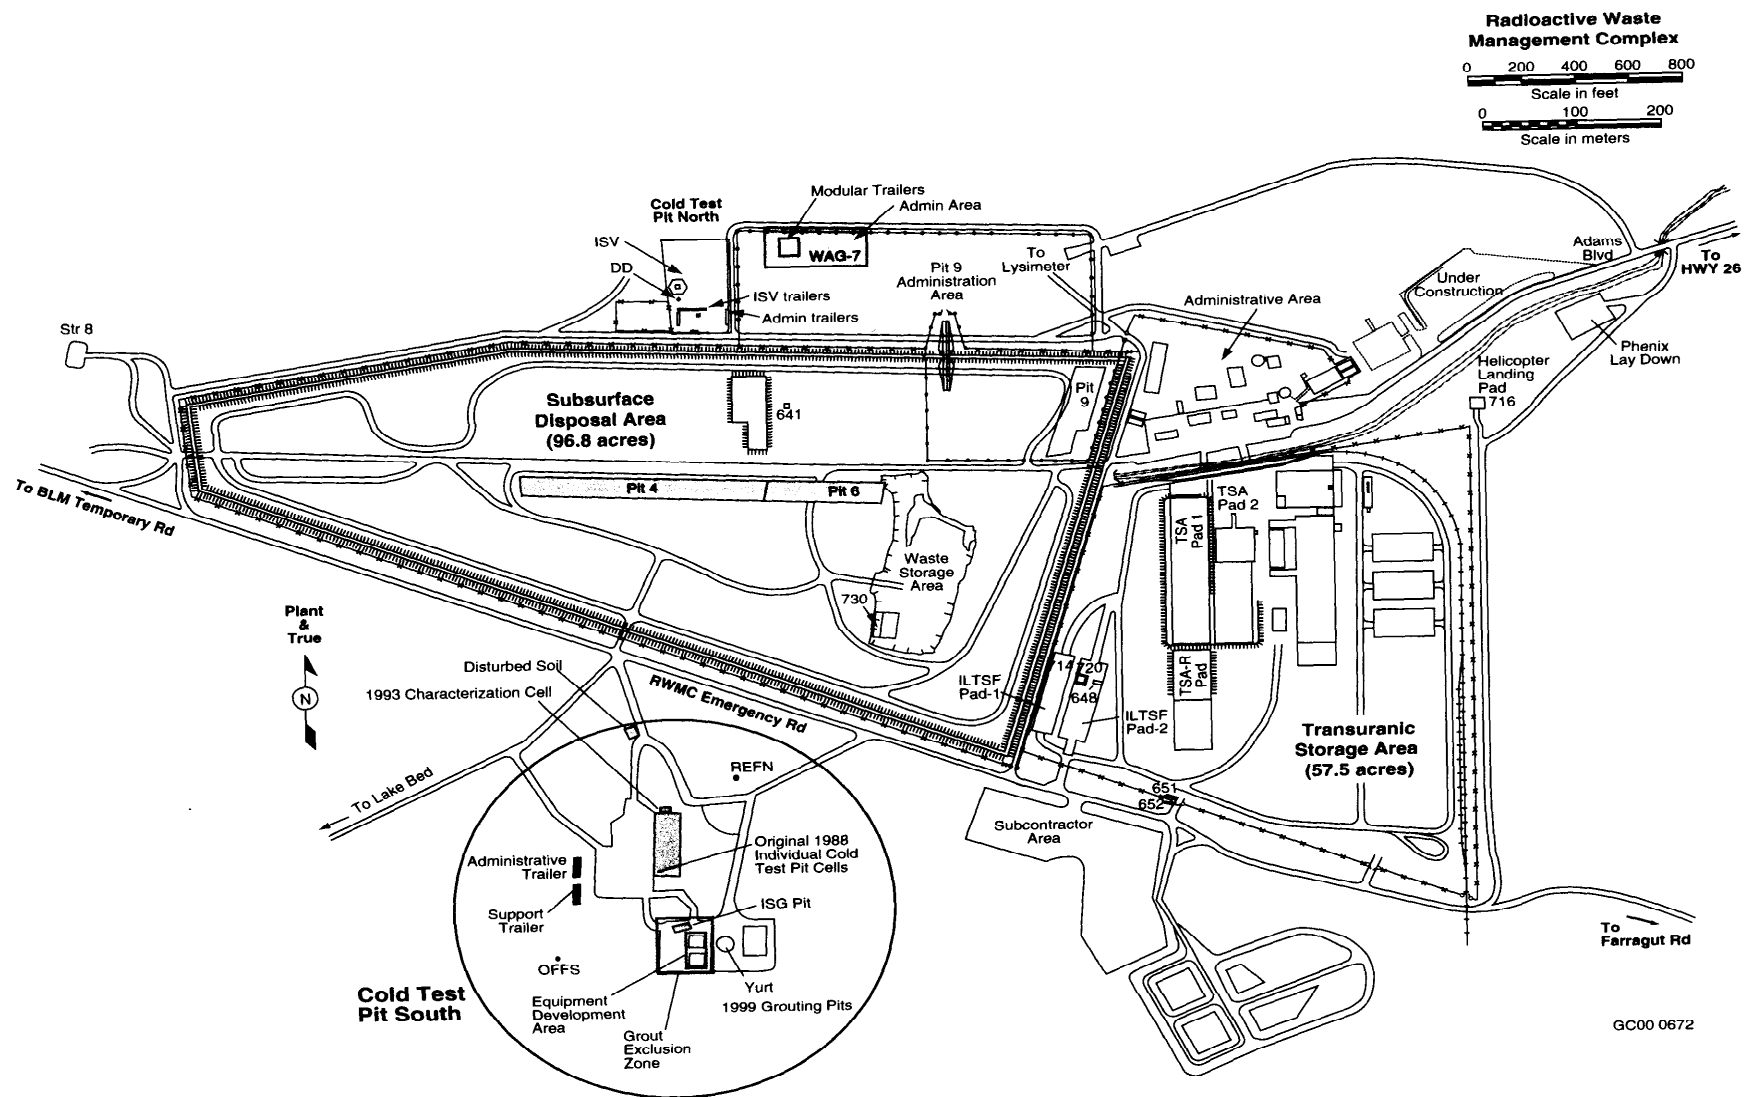 Radioactive Waste
Management Complex
0 200 400 600 800
Scale in feet
0 100 200
Scale in meters
Modular Trailers
Admin Area
Cold Test
Pit North
ISV
DD
WAG-7
ISV trailers
Admin trailers
Pit 9
Administration
Area
To
Lysimeter
Adams
Blvd
To
HWY 26
Under
Construction
Administrative Area
Phenix
Lay Down
Helicopter
Landing
Pad
716
Str 8
Subsurface
Disposal Area
(96.8 acres)
641
Pit
9
Pit 4
Pit 6
To BLM Temporary Rd
TSA
Pad 1
TSA
Pad 2
Waste
Storage
Area
730
Plant
&
True
N
Disturbed Soil
1993 Characterization Cell
RWMC Emergency Rd
ILTSF
Pad-1
714
720
648
ILTSF
Pad-2
TSA-R
Pad
Transuranic
Storage Area
(57.5 acres)
REFN
To Lake Bed
651
652
Subcontractor
Area
Original 1988
Individual Cold
Test Pit Cells
Administrative
Trailer
Support
Trailer
ISG Pit
To
Farragut Rd
OFFS
Cold Test
Pit South
Equipment
Development
Area
Yurt
1999 Grouting Pits
Grout
Exclusion
Zone
GC00 0672